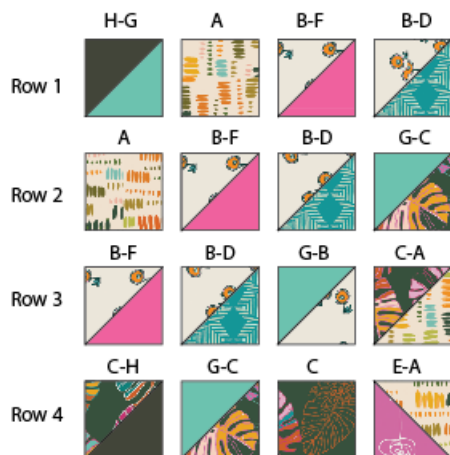 H-G A B-F B-D
Row 1
A B-F B-D G-C
Row 2
B-F B-D G-B C-A
Row 3
C-H G-C C E-A
Row 4